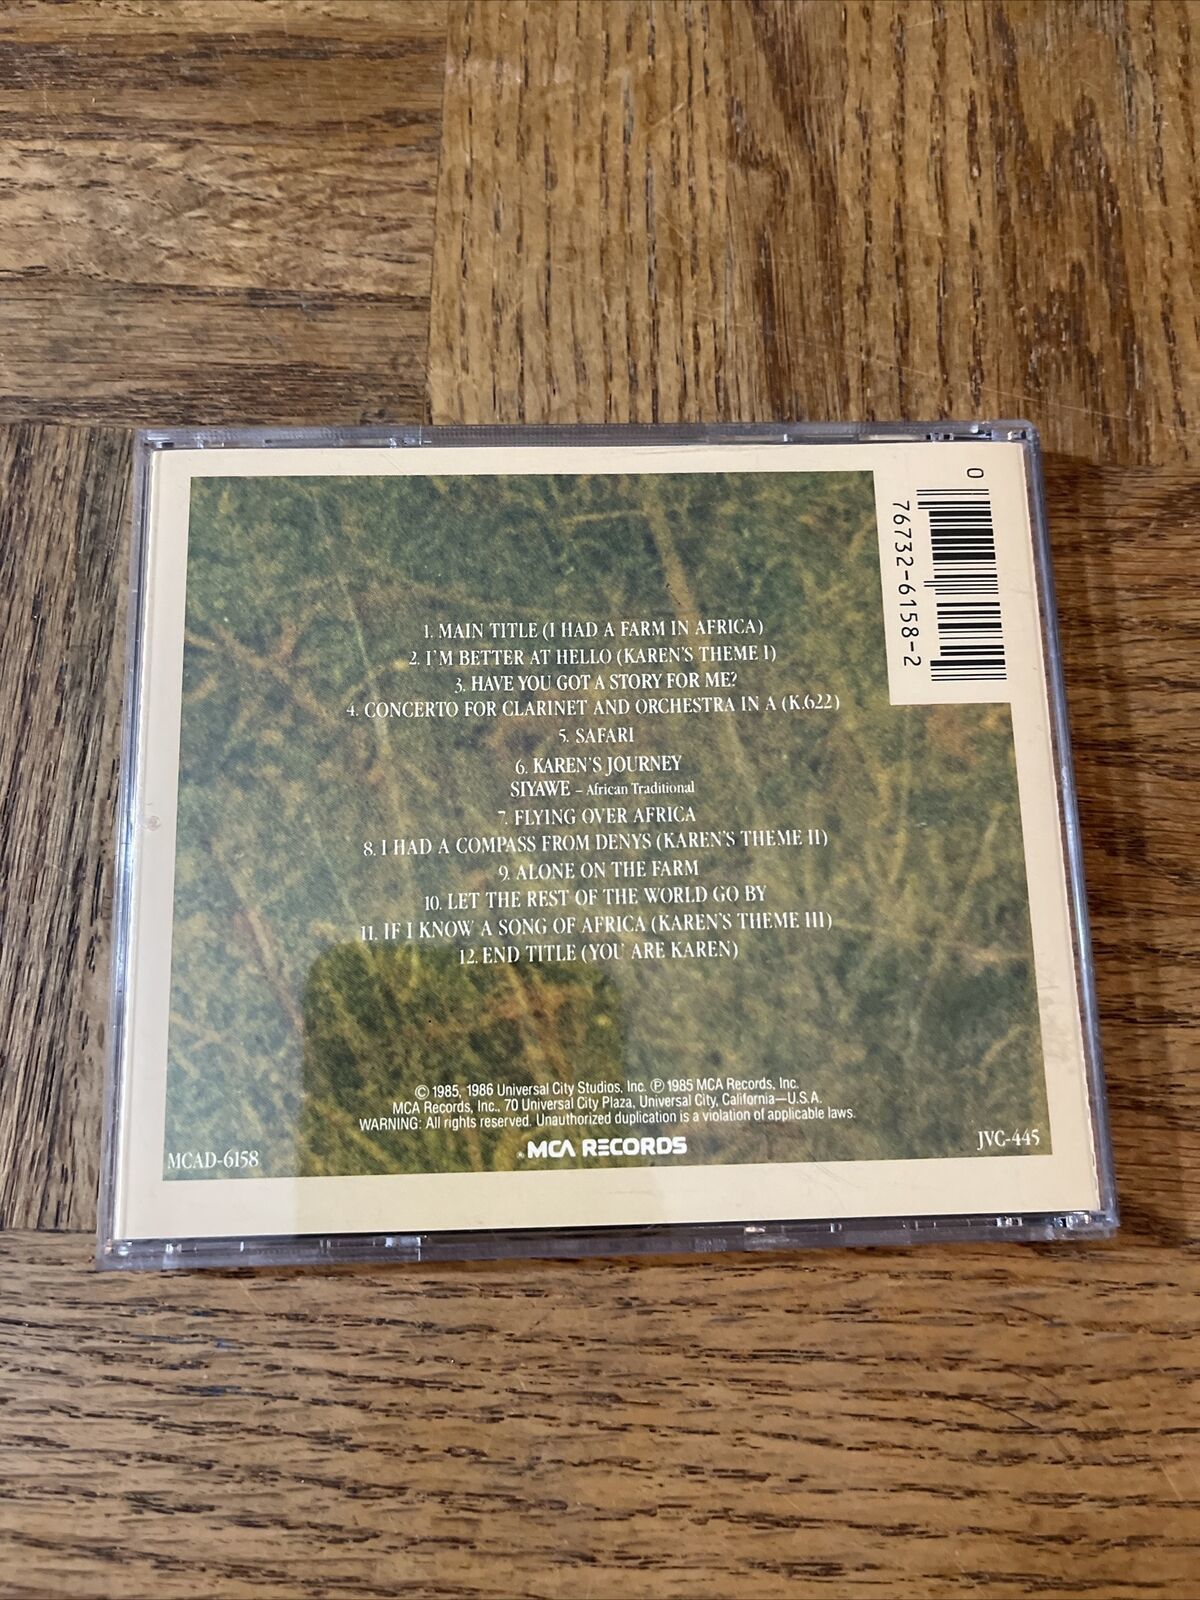 0
76732-6158-2
1. MAIN TITLE (I HAD A FARM IN AFRICA)
2. I'M BETTER AT HELLO (KAREN'S THEME I)
3. HAVE YOU GOT A STORY FOR ME?
4. CONCERTO FOR CLARINET AND ORCHESTRA IN A (K.622)
5. SAFARI
6. KAREN'S JOURNEY
SIYAWE – African Traditional
7. FLYING OVER AFRICA
8. I HAD A COMPASS FROM DENYS (KAREN'S THEME II)
9. ALONE ON THE FARM
10. LET THE REST OF THE WORLD GO BY
11. IF I KNOW A SONG OF AFRICA (KAREN'S THEME III)
12. END TITLE (YOU ARE KAREN)
© 1985, 1986 Universal City Studios, Inc. ℗ 1985 MCA Records, Inc.
MCA Records, Inc., 70 Universal City Plaza, Universal City, California—U.S.A.
WARNING: All rights reserved. Unauthorized duplication is a violation of applicable laws.
MCA RECORDS
MCAD-6158
JVC-445